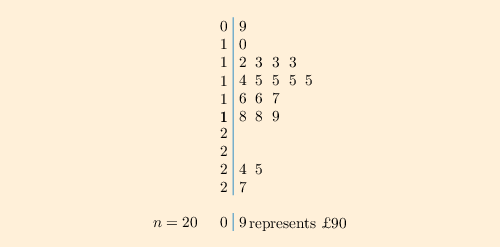 0 | 9
1 | 0
1 | 2 3 3 3
1 | 4 5 5 5 5
1 | 6 6 7
1 | 8 8 9
2 |
2 |
2 | 4 5
2 | 7
n = 20 0 | 9 represents £90